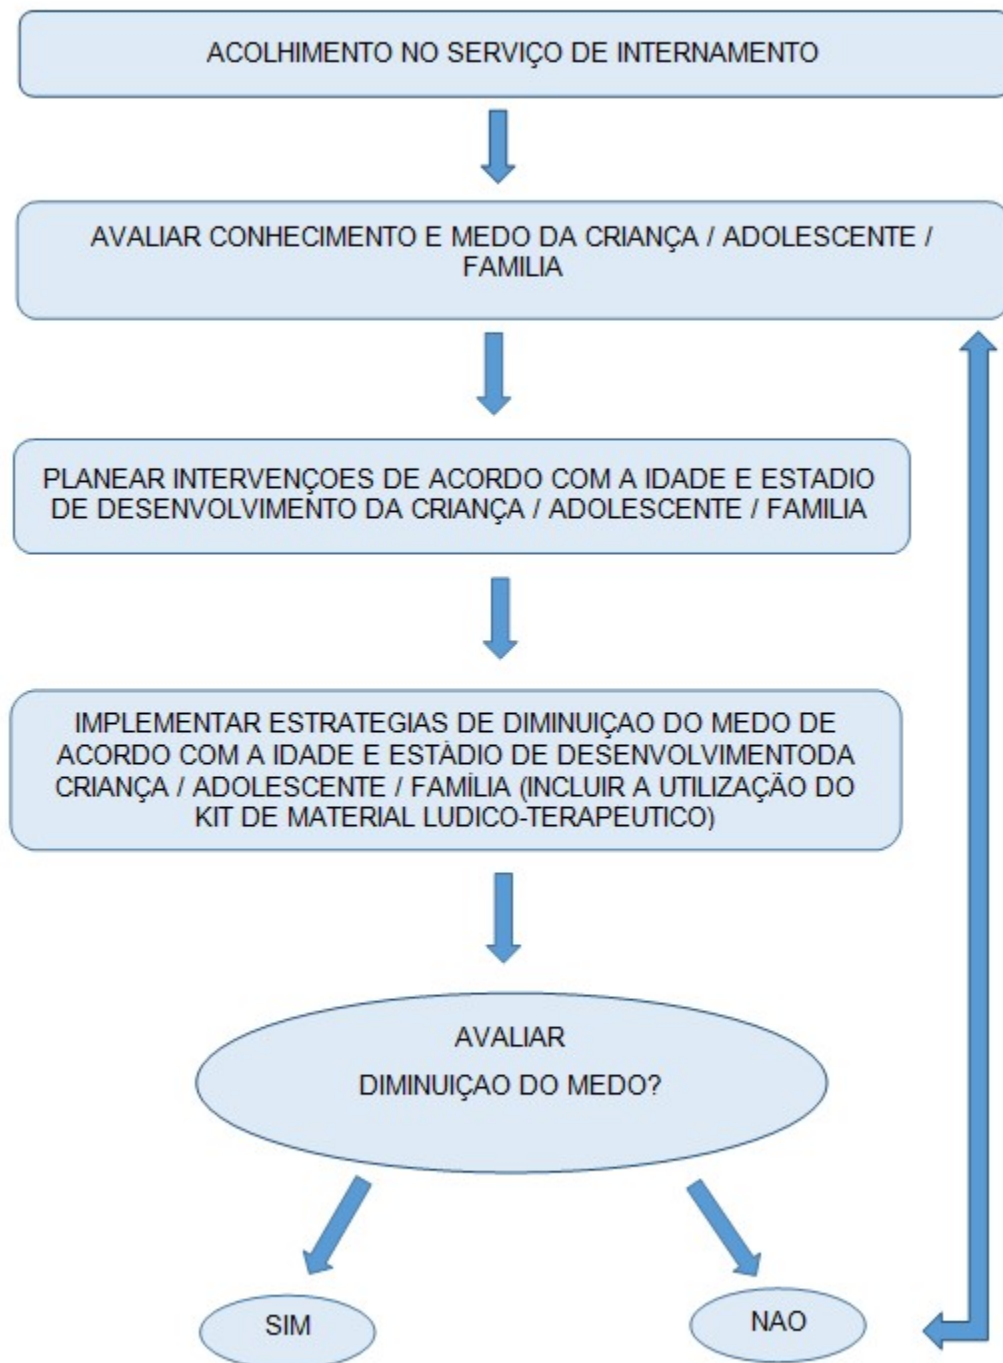 ACOLHIMENTO NO SERVIÇO DE INTERNAMENTO
AVALIAR CONHECIMENTO E MEDO DA CRIANÇA / ADOLESCENTE /
FAMILIA
PLANEAR INTERVENÇOES DE ACORDO COM A IDADE E ESTADIO
DE DESENVOLVIMENTO DA CRIANÇA / ADOLESCENTE / FAMILIA
IMPLEMENTAR ESTRATEGIAS DE DIMINUIÇAO DO MEDO DE
ACORDO COM A IDADE E ESTÁDIO DE DESENVOLVIMENTODA
CRIANÇA / ADOLESCENTE / FAMÍLIA (INCLUIR A UTILIZAÇÃO DO
KIT DE MATERIAL LUDICO-TERAPEUTICO)
AVALIAR
DIMINUIÇAO DO MEDO?
SIM
NAO